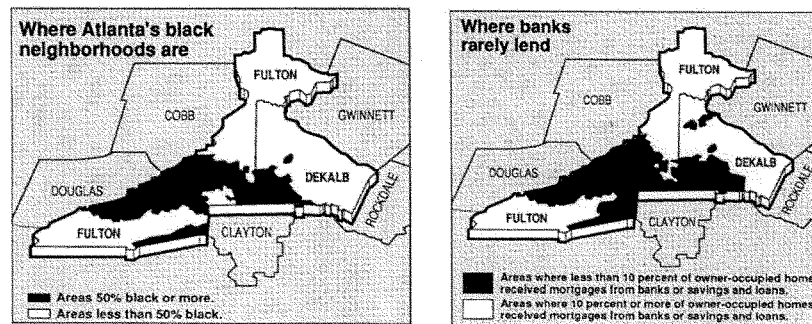 Where Atlanta's black
neighborhoods are
FULTON
COBB
GWINNETT
DOUGLAS
DEKALB
ROCKDALE
FULTON
CLAYTON
Areas 50% black or more.
Areas less than 50% black.
Where banks
rarely lend
FULTON
COBB
GWINNETT
DOUGLAS
DEKALB
ROCKDALE
FULTON
CLAYTON
Areas where less than 10 percent of owner-occupied homes
received mortgages from banks or savings and loans.
Areas where 10 percent or more of owner-occupied homes
received mortgages from banks or savings and loans.